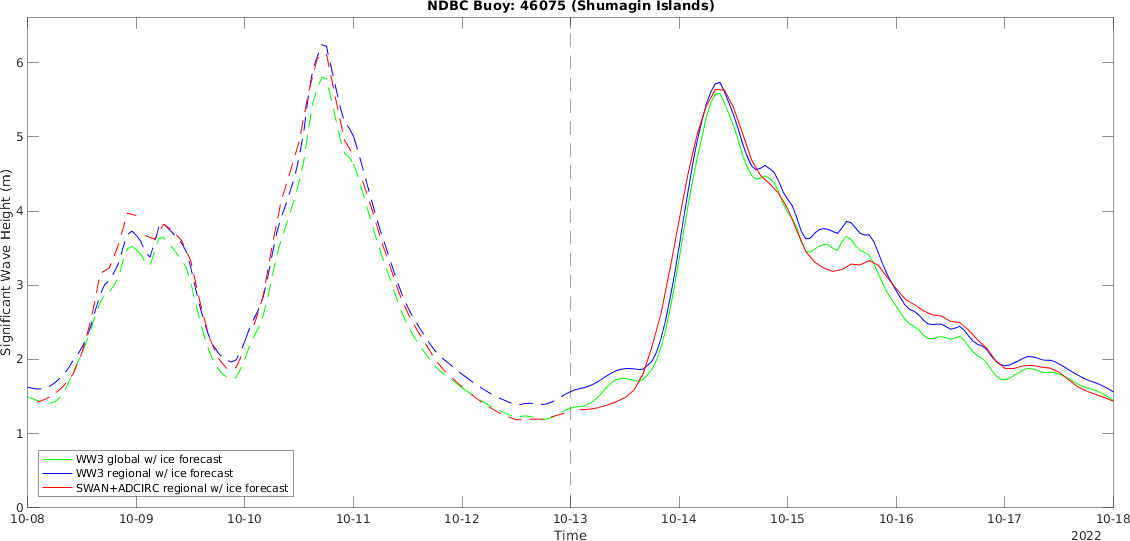 NDBC Buoy: 46075 (Shumagin Islands)
Significant Wave Height (m)
6
5
4
3
2
1
0
WW3 global w/ ice forecast
WW3 regional w/ ice forecast
SWAN+ADCIRC regional w/ ice forecast
10-08 10-09 10-10 10-11 10-12 10-13 10-14 10-15 10-16 10-17 10-18
Time
2022